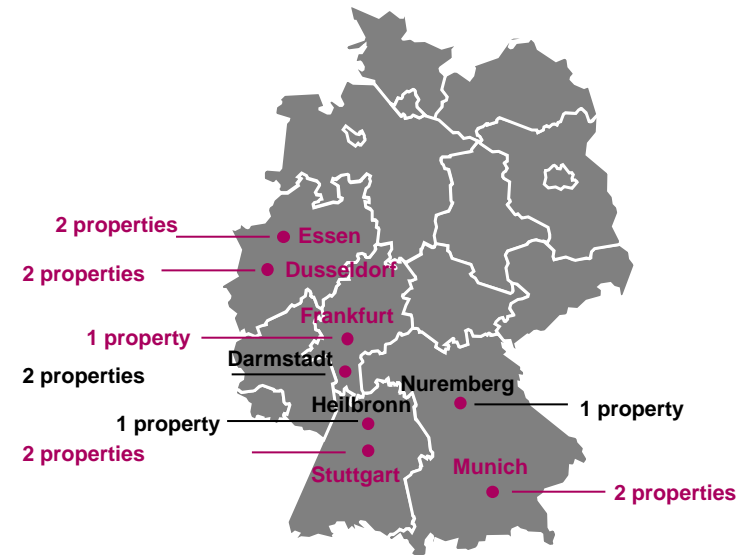 2 properties
Essen
2 properties
Dusseldorf
Frankfurt
1 property
Darmstadt
2 properties
Nuremberg
1 property
Heilbronn
1 property
2 properties
Stuttgart
Munich
2 properties